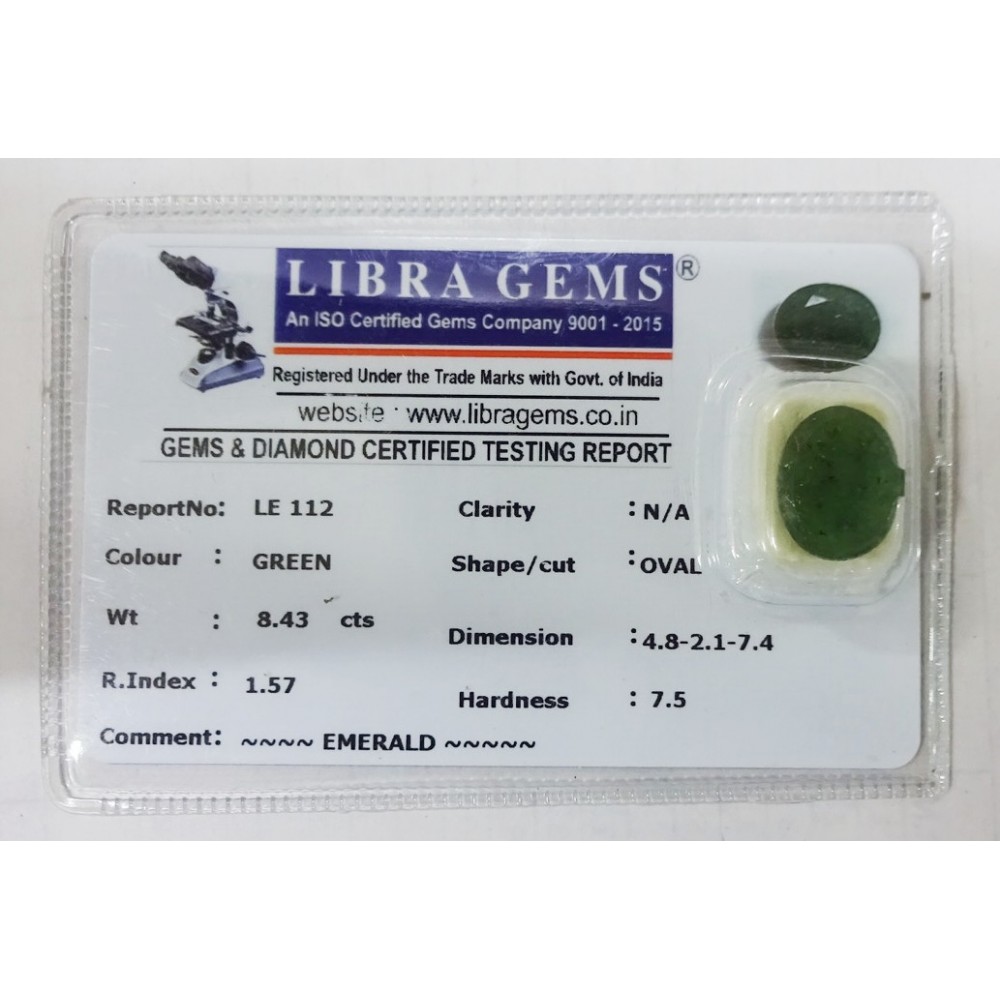 LIBRA GEMS ®
An ISO Certified Gems Company 9001 - 2015
Registered Under the Trade Marks with Govt. of India
website : www.libragems.co.in
GEMS & DIAMOND CERTIFIED TESTING REPORT
ReportNo: LE 112
Clarity : N/A
Colour : GREEN
Shape/cut : OVAL
Wt : 8.43 cts
Dimension : 4.8-2.1-7.4
R.Index : 1.57
Hardness : 7.5
Comment: ~~~~ EMERALD ~~~~~